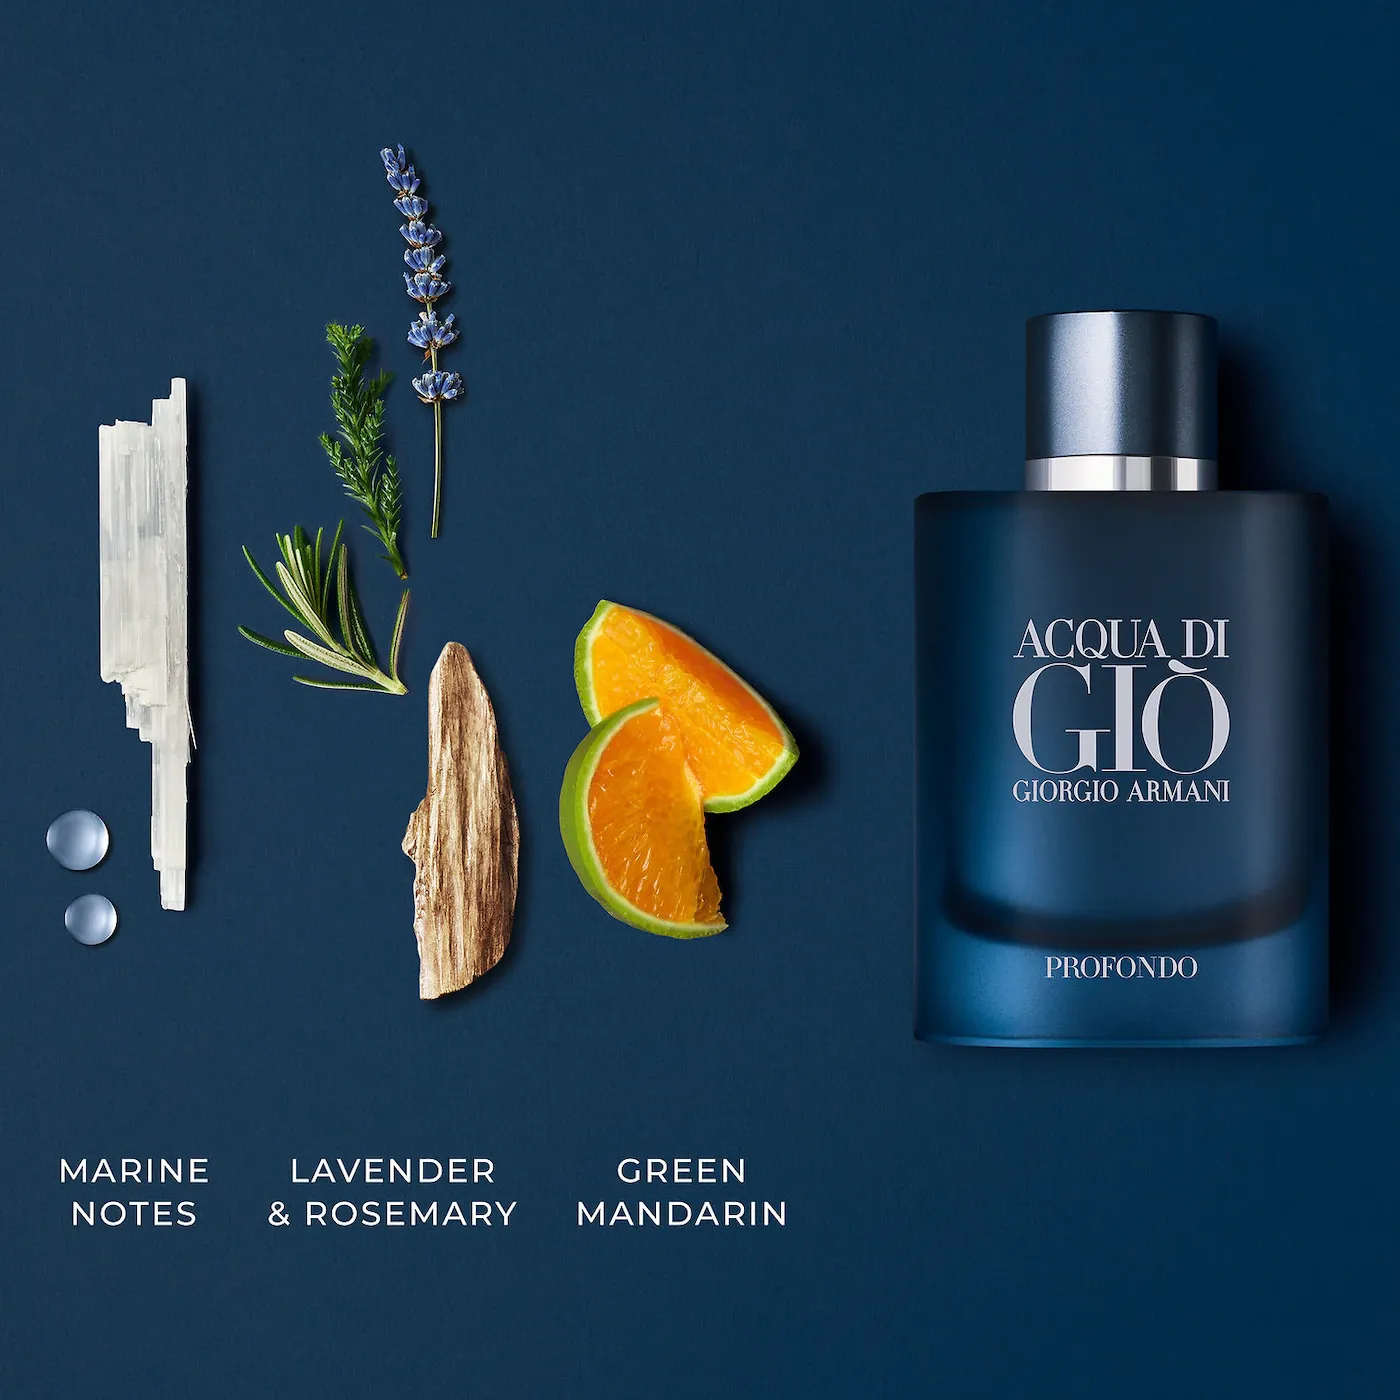 ACQUA DI
GIÒ
GIORGIO ARMANI
PROFONDO
MARINE
NOTES
LAVENDER
& ROSEMARY
GREEN
MANDARIN